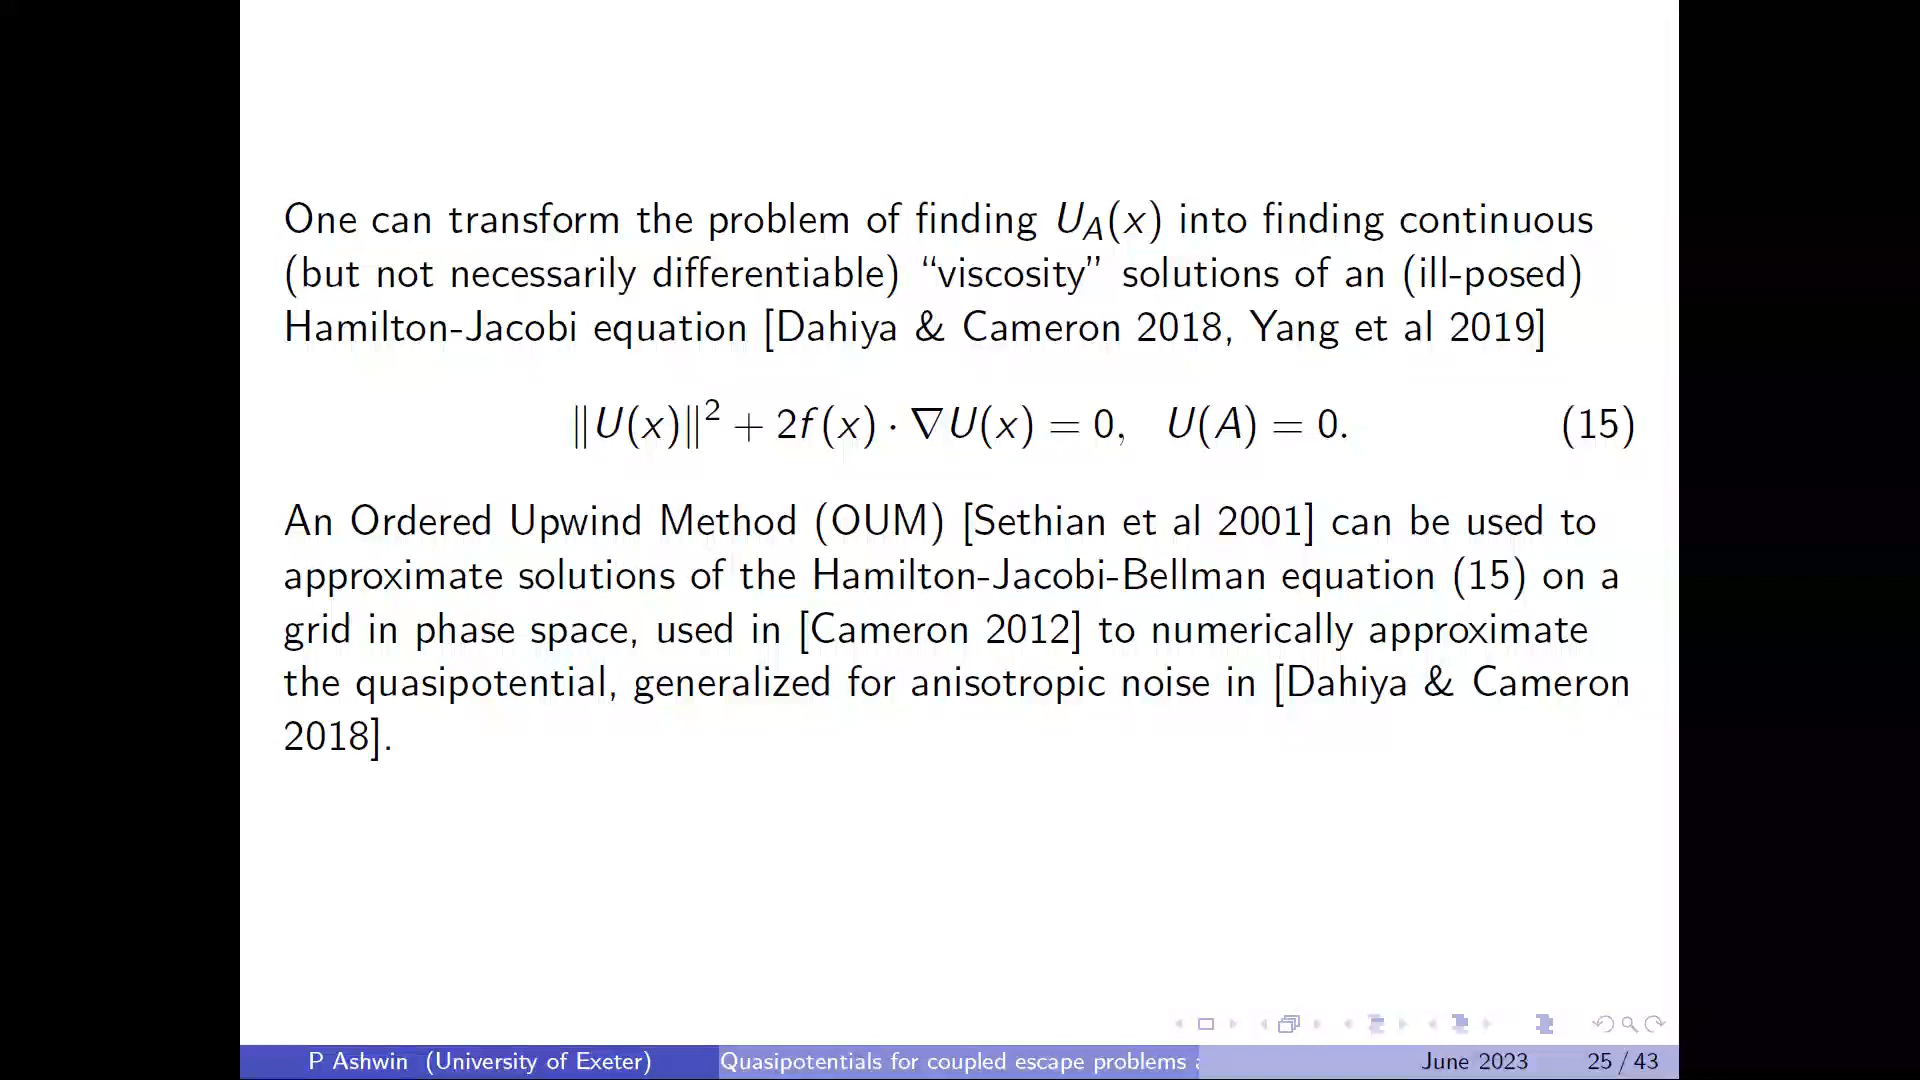 One can transform the problem of finding U_A(x) into finding continuous
(but not necessarily differentiable) “viscosity” solutions of an (ill-posed)
Hamilton-Jacobi equation [Dahiya & Cameron 2018, Yang et al 2019]
‖U(x)‖² + 2f(x) · ∇U(x) = 0, U(A) = 0. (15)
An Ordered Upwind Method (OUM) [Sethian et al 2001] can be used to
approximate solutions of the Hamilton-Jacobi-Bellman equation (15) on a
grid in phase space, used in [Cameron 2012] to numerically approximate
the quasipotential, generalized for anisotropic noise in [Dahiya & Cameron
2018].
P Ashwin (University of Exeter) Quasipotentials for coupled escape problems June 2023 25 / 43